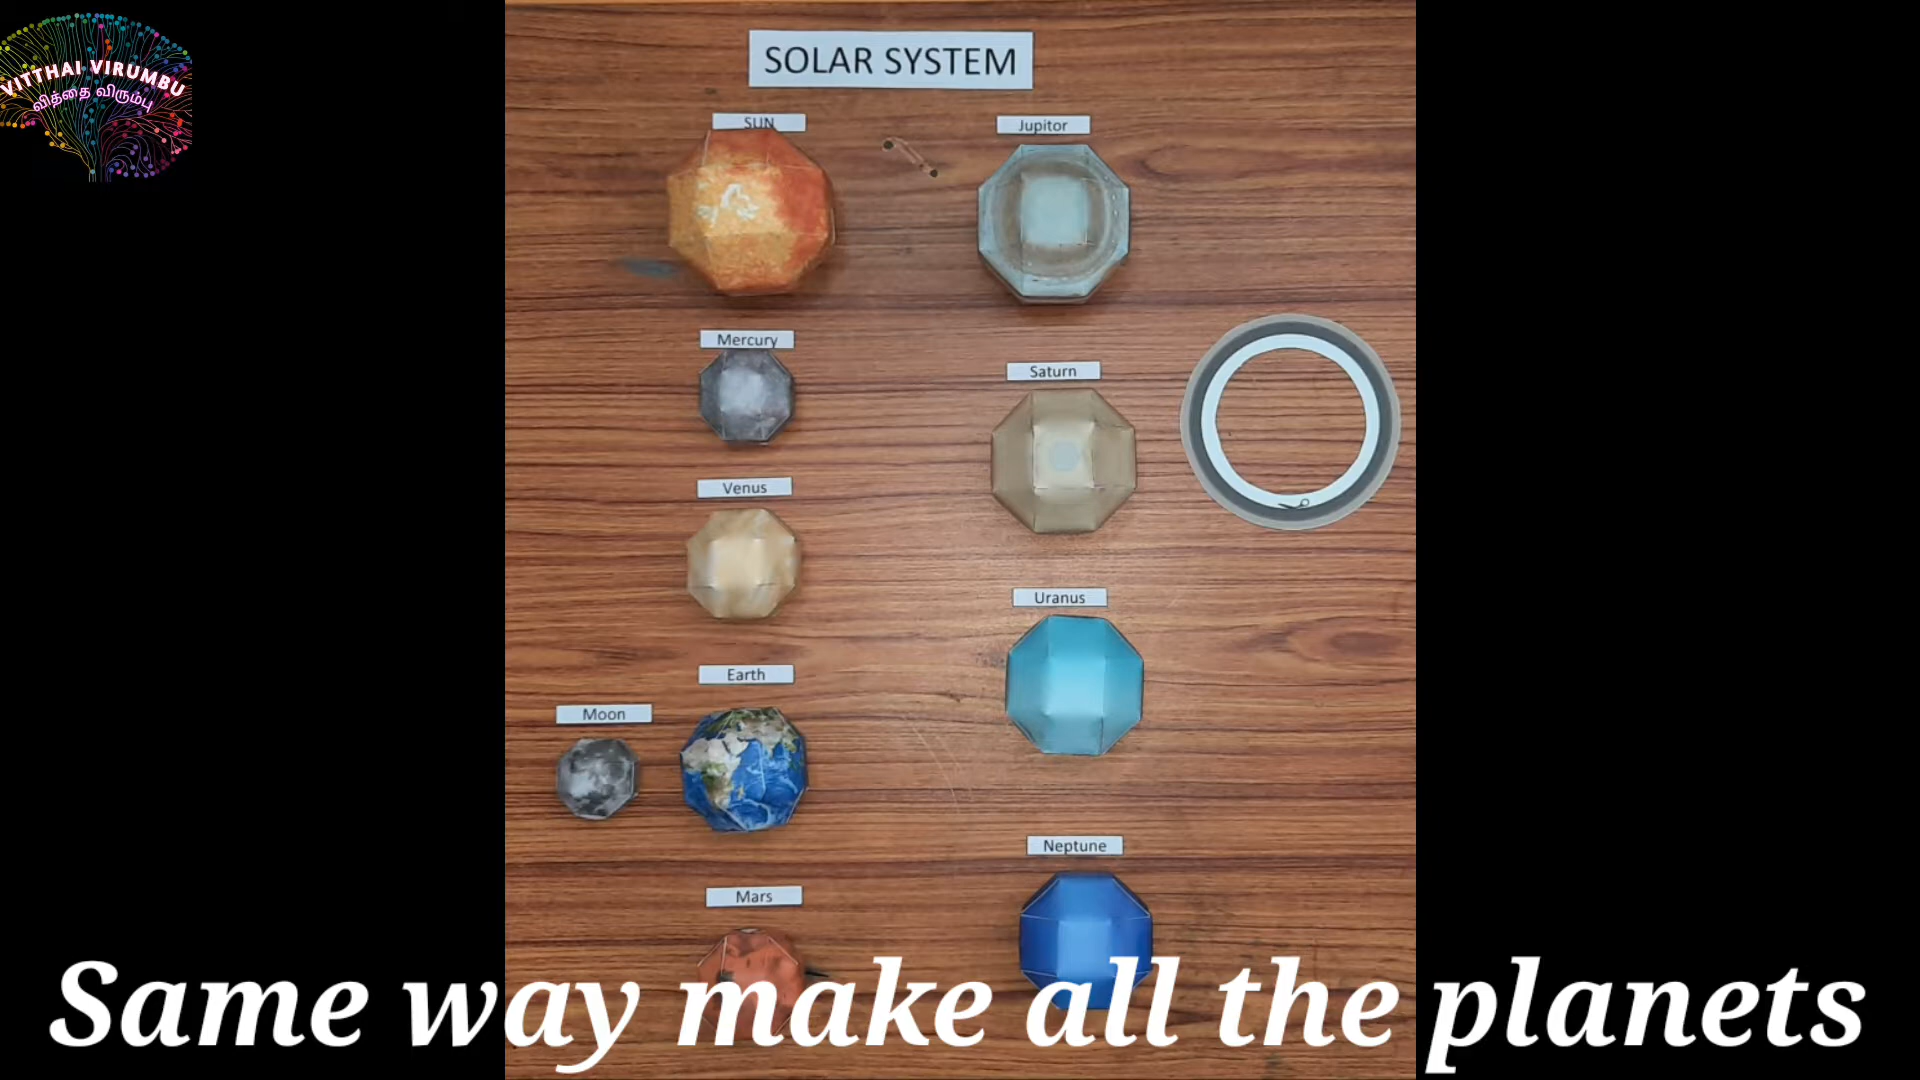 VITTHAI VIRUMBU
வித்தை விரும்பு
SOLAR SYSTEM
SUN
Jupitor
Mercury
Saturn
Venus
Uranus
Earth
Moon
Neptune
Mars
Same way make all the planets